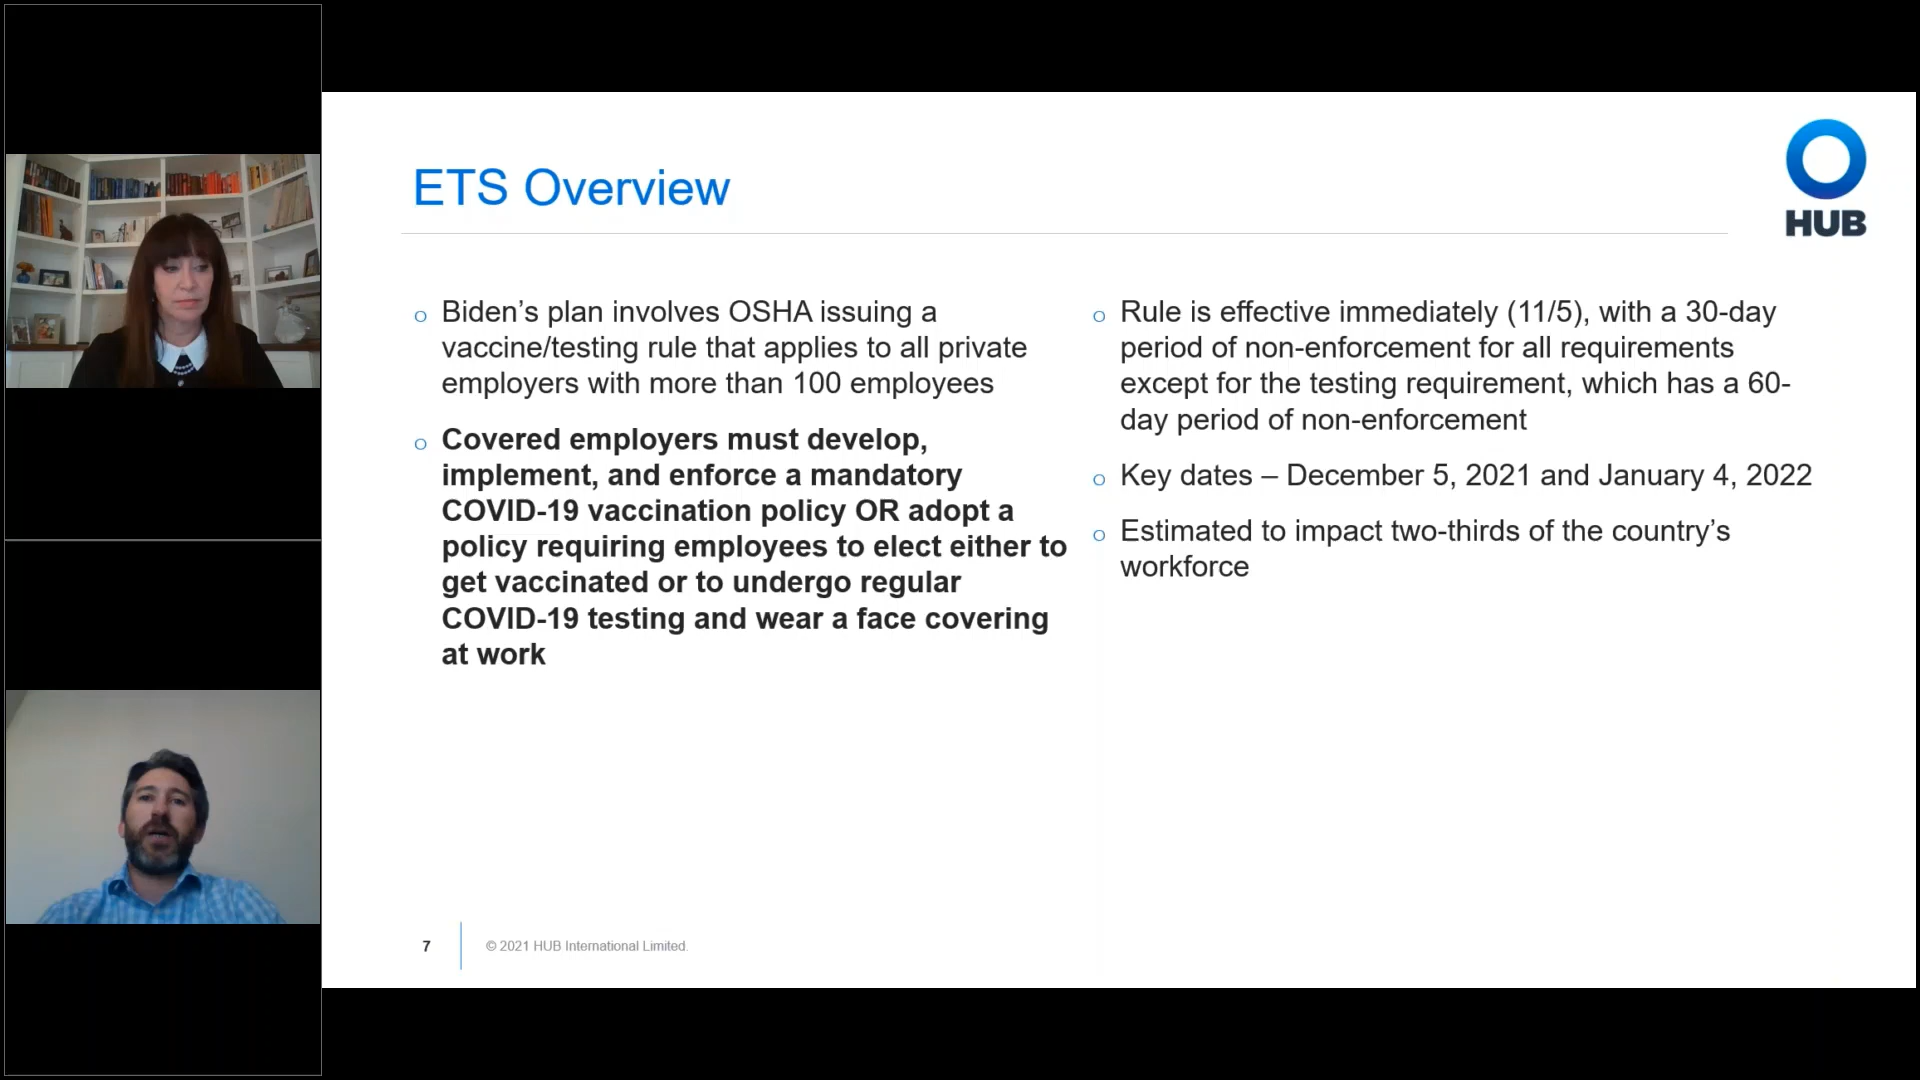 ETS Overview
HUB
o Biden’s plan involves OSHA issuing a
vaccine/testing rule that applies to all private
employers with more than 100 employees
o Covered employers must develop,
implement, and enforce a mandatory
COVID-19 vaccination policy OR adopt a
policy requiring employees to elect either to
get vaccinated or to undergo regular
COVID-19 testing and wear a face covering
at work
o Rule is effective immediately (11/5), with a 30-day
period of non-enforcement for all requirements
except for the testing requirement, which has a 60-
day period of non-enforcement
o Key dates – December 5, 2021 and January 4, 2022
o Estimated to impact two-thirds of the country’s
workforce
7
© 2021 HUB International Limited.